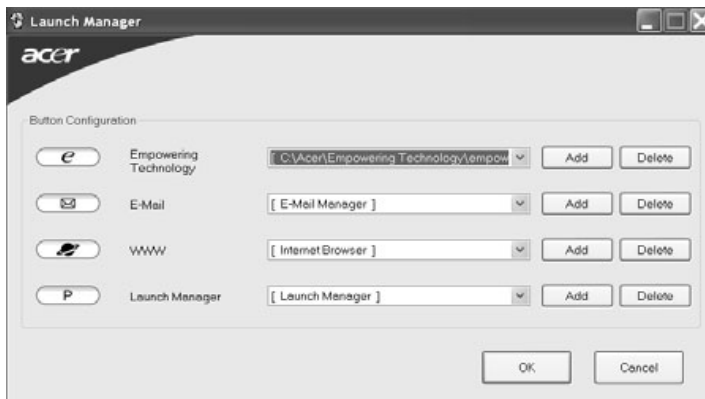 Launch Manager
acer
Button Configuration
e
Empowering
Technology
[ C:\Acer\Empowering Technology\empow
Add
Delete
E-Mail
[ E-Mail Manager ]
Add
Delete
WWW
[ Internet Browser ]
Add
Delete
P
Launch Manager
[ Launch Manager ]
Add
Delete
OK
Cancel